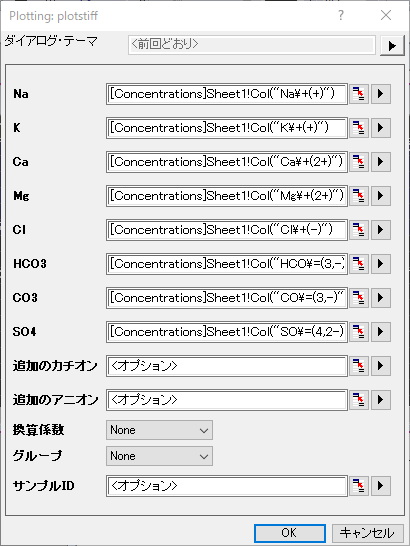 Plotting: plotstiff
ダイアログ・テーマ <前回どおり>
Na [Concentrations]Sheet1!Col("Na¥+(+)")
K [Concentrations]Sheet1!Col("K¥+(+)")
Ca [Concentrations]Sheet1!Col("Ca¥+(2+)")
Mg [Concentrations]Sheet1!Col("Mg¥+(2+)")
Cl [Concentrations]Sheet1!Col("Cl¥+(-)")
HCO3 [Concentrations]Sheet1!Col("HCO¥=(3,-)
CO3 [Concentrations]Sheet1!Col("CO¥=(3,-)"
SO4 [Concentrations]Sheet1!Col("SO¥=(4,2-)
追加のカチオン <オプション>
追加のアニオン <オプション>
換算係数 None
グループ None
サンプルID <オプション>
OK キャンセル